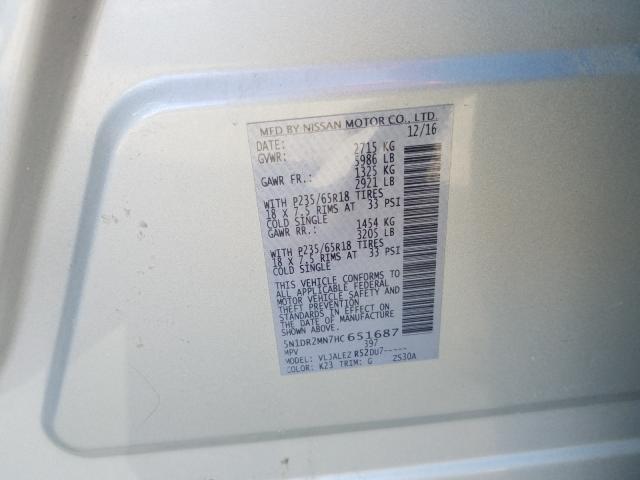 MFD BY NISSAN MOTOR CO., LTD.
DATE: 12/16
GVWR: 2715 KG
5986 LB
GAWR FR.: 1325 KG
2921 LB
WITH P235/65R18 TIRES
18 X 7.5 RIMS AT 33 PSI
COLD SINGLE
GAWR RR.: 1454 KG
3205 LB
WITH P235/65R18 TIRES
18 X 7.5 RIMS AT 33 PSI
COLD SINGLE
THIS VEHICLE CONFORMS TO
ALL APPLICABLE FEDERAL
MOTOR VEHICLE SAFETY AND
THEFT PREVENTION
STANDARDS IN EFFECT ON
THE DATE OF MANUFACTURE
SHOWN ABOVE.
5N1DR2MN7HC651687
MPV 397
MODEL: VLJALEZ R52DU7-----
COLOR: K23 TRIM: G 2S30A